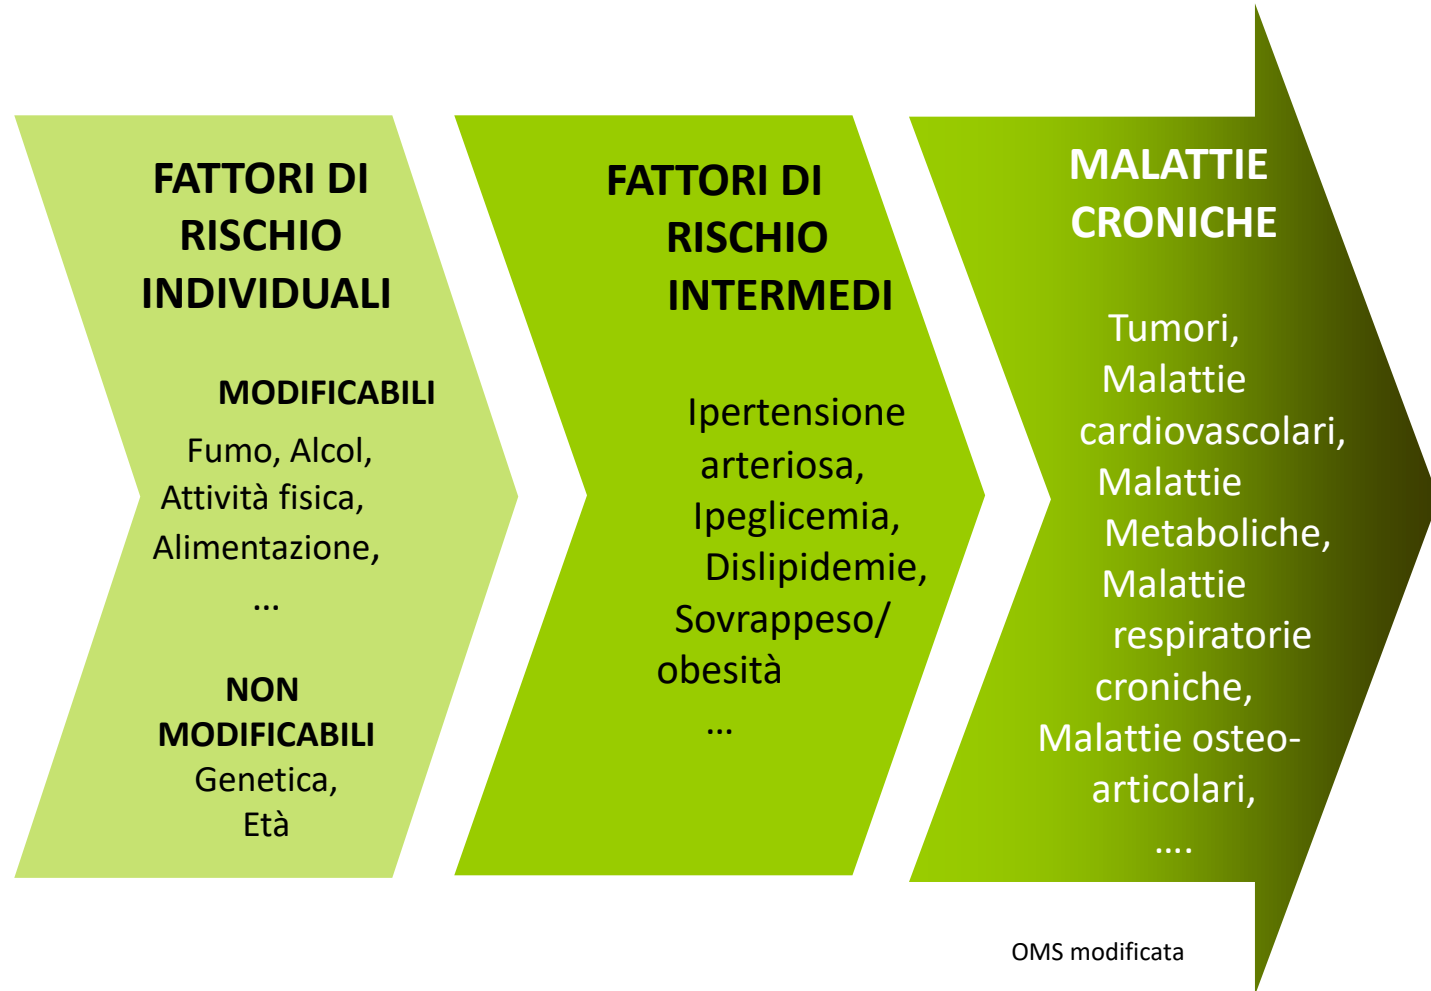 FATTORI DI
RISCHIO
INDIVIDUALI
MODIFICABILI
Fumo, Alcol,
Attività fisica,
Alimentazione,
...
NON
MODIFICABILI
Genetica,
Età
FATTORI DI
RISCHIO
INTERMEDI
Ipertensione
arteriosa,
Ipeglicemia,
Dislipidemie,
Sovrappeso/
obesità
...
MALATTIE
CRONICHE
Tumori,
Malattie
cardiovascolari,
Malattie
Metaboliche,
Malattie
respiratorie
croniche,
Malattie osteo-
articolari,
....
OMS modificata